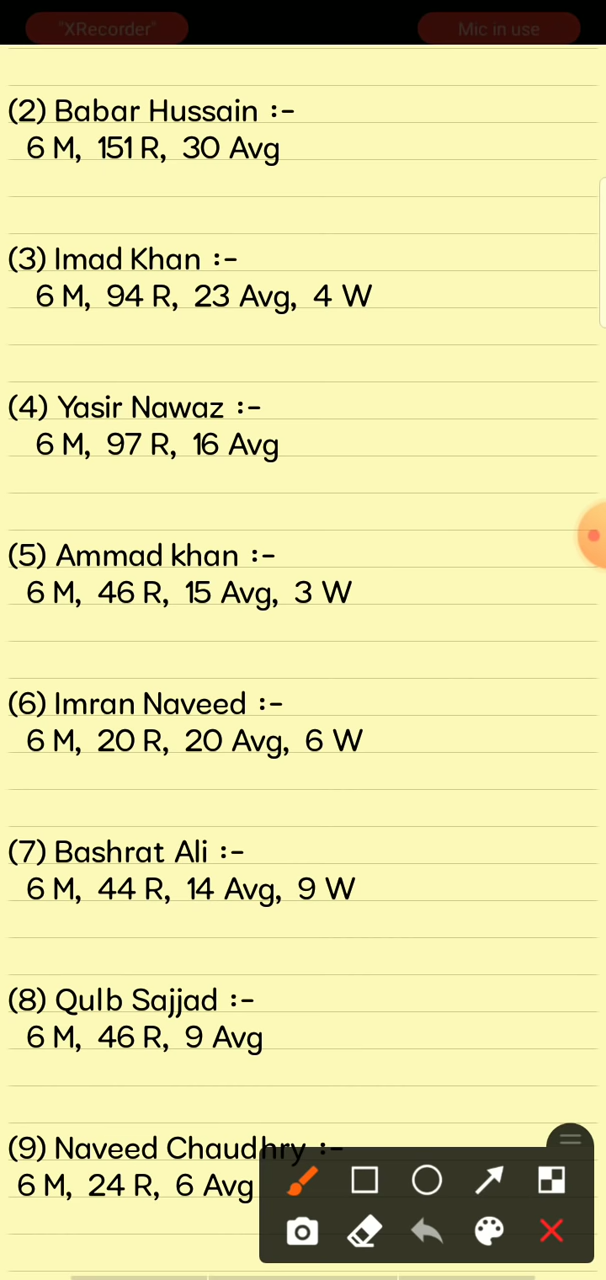 "XRecorder"
Mic in use
(2) Babar Hussain :-
6 M, 151 R, 30 Avg
(3) Imad Khan :-
6 M, 94 R, 23 Avg, 4 W
(4) Yasir Nawaz :-
6 M, 97 R, 16 Avg
(5) Ammad khan :-
6 M, 46 R, 15 Avg, 3 W
(6) Imran Naveed :-
6 M, 20 R, 20 Avg, 6 W
(7) Bashrat Ali :-
6 M, 44 R, 14 Avg, 9 W
(8) Qulb Sajjad :-
6 M, 46 R, 9 Avg
(9) Naveed Chaudhry :-
6 M, 24 R, 6 Avg